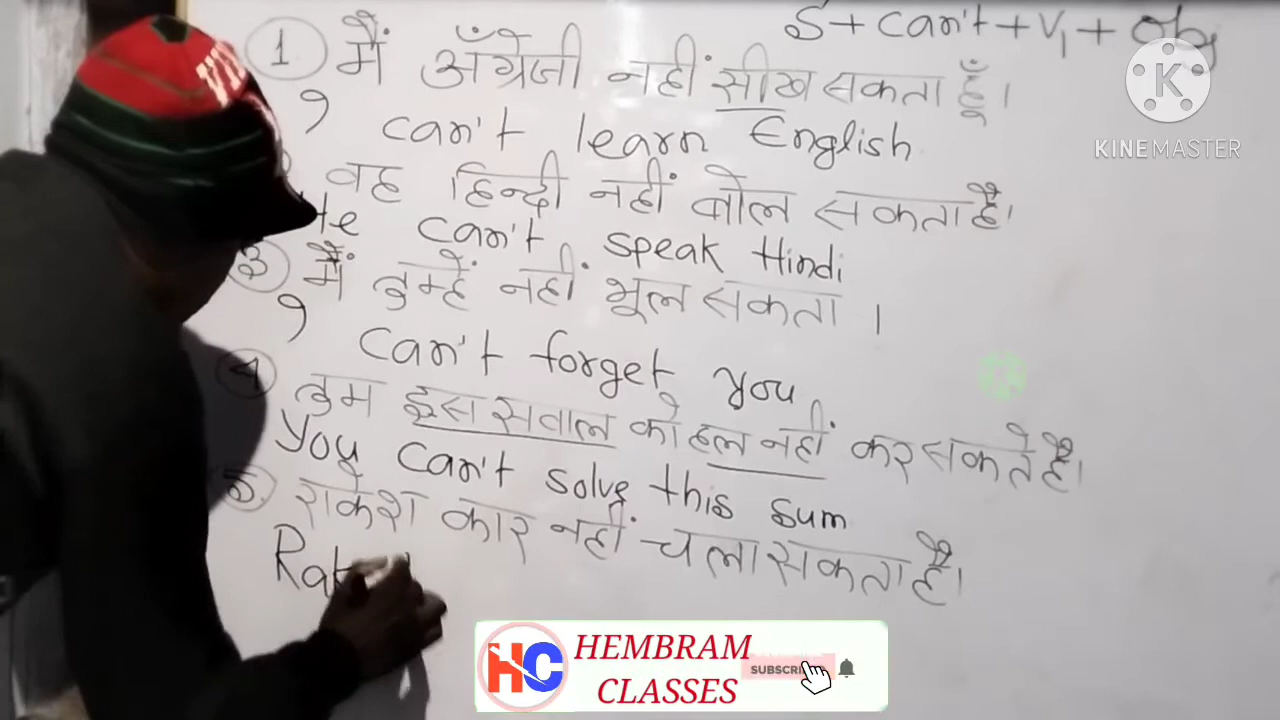 S + can't + V₁ + obj
① मैं अँग्रेजी नहीं सीख सकता हूँ।
I can't learn English
वह हिन्दी नहीं बोल सकता है।
He can't speak Hindi
③ मैं तुम्हें नहीं भूल सकता ।
I can't forget you
④ तुम इस सवाल को हल नहीं कर सकते है।
You can't solve this sum
5. राकेश कार नहीं चला सकता है।
Rak
K
KINEMASTER
HC HEMBRAM
CLASSES
SUBSCRIBE